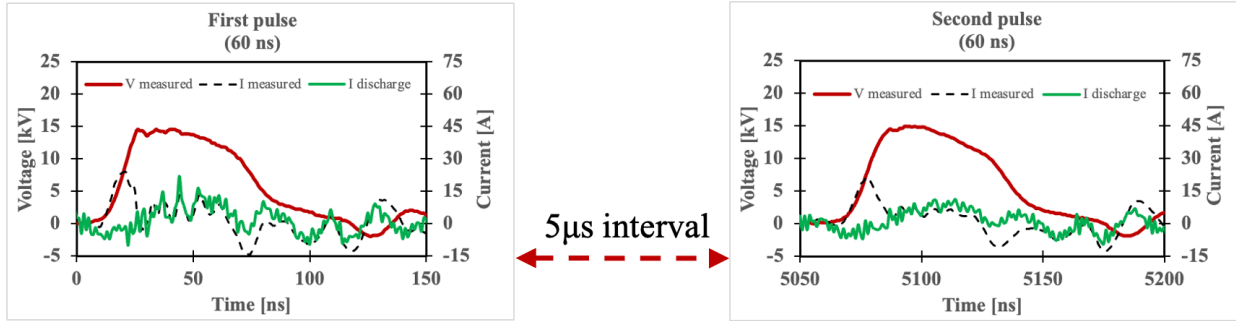 First pulse
(60 ns)
25
20
15
10
5
0
-5
75
60
45
30
15
0
-15
V measured
I measured
I discharge
Voltage [kV]
Current [A]
0
50
100
150
Time [ns]
5µs interval
Second pulse
(60 ns)
25
20
15
10
5
0
-5
75
60
45
30
15
0
-15
V measured
I measured
I discharge
Voltage [kV]
Current [A]
5050
5100
5150
5200
Time [ns]